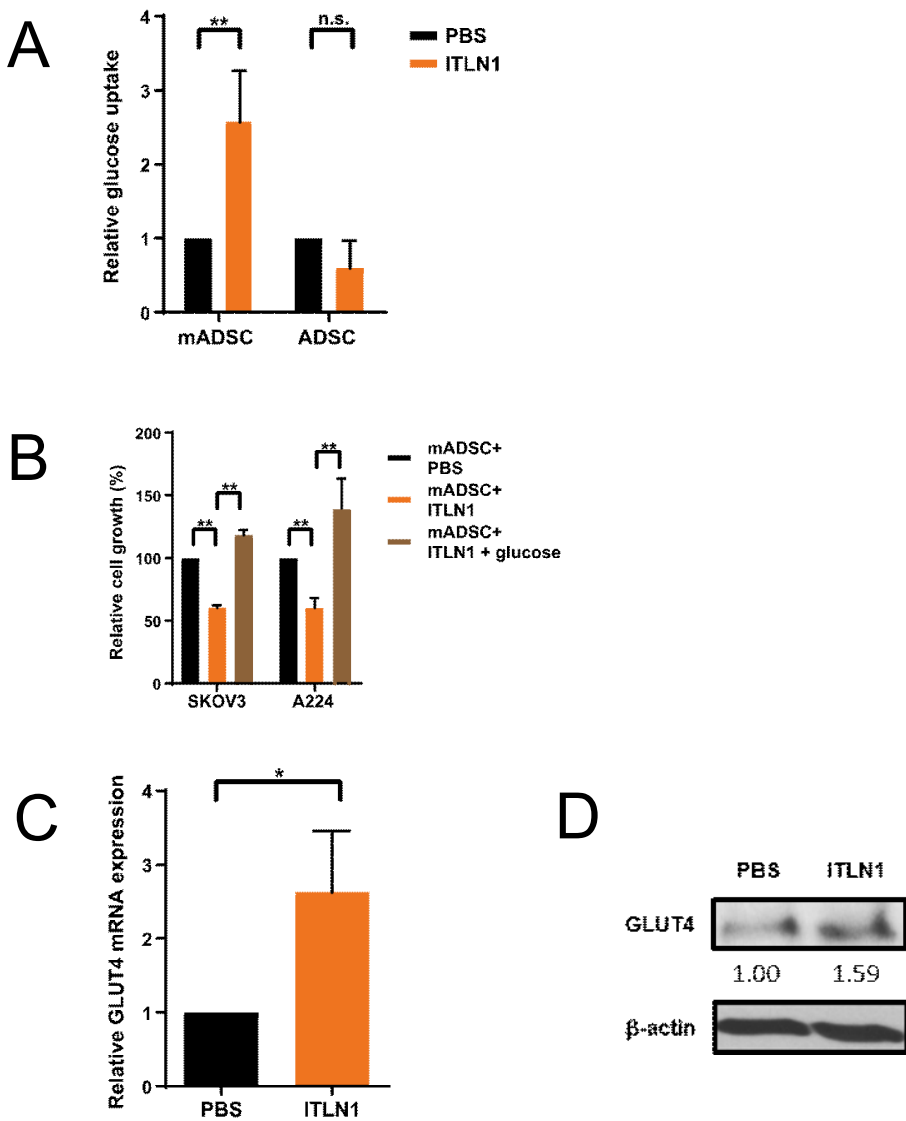 A
Relative glucose uptake
4
3
2
1
0
**
n.s.
PBS
ITLN1
mADSC
ADSC
B
Relative cell growth (%)
200
150
100
50
0
**
**
**
**
mADSC+
PBS
mADSC+
ITLN1
mADSC+
ITLN1 + glucose
SKOV3
A224
C
Relative GLUT4 mRNA expression
4
3
2
1
0
*
PBS
ITLN1
D
PBS ITLN1
GLUT4
1.00 1.59
β-actin